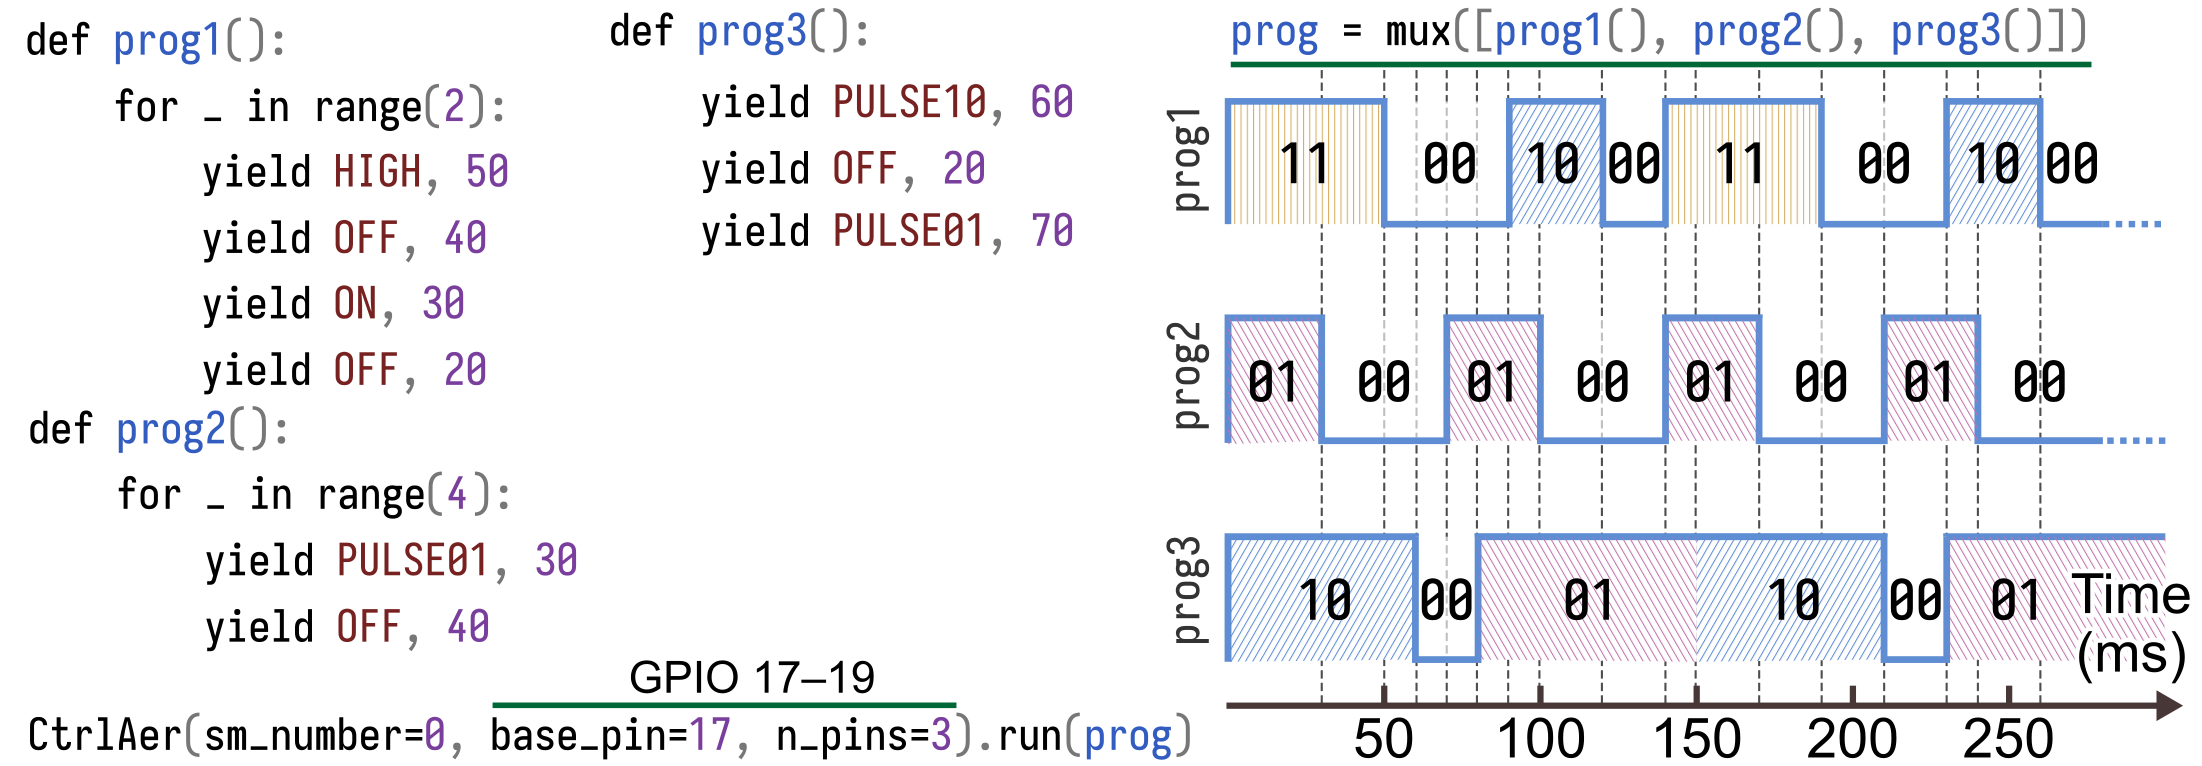 def prog1():
for _ in range(2):
yield HIGH, 50
yield OFF, 40
yield ON, 30
yield OFF, 20
def prog2():
for _ in range(4):
yield PULSE01, 30
yield OFF, 40
def prog3():
yield PULSE10, 60
yield OFF, 20
yield PULSE01, 70
GPIO 17–19
CtrlAer(sm_number=0, base_pin=17, n_pins=3).run(prog)
prog = mux([prog1(), prog2(), prog3()])
prog1
11 00 10 00 11 00 10 00
prog2
01 00 01 00 01 00 01 00
prog3
10 00 01 10 00 01
Time
(ms)
50 100 150 200 250